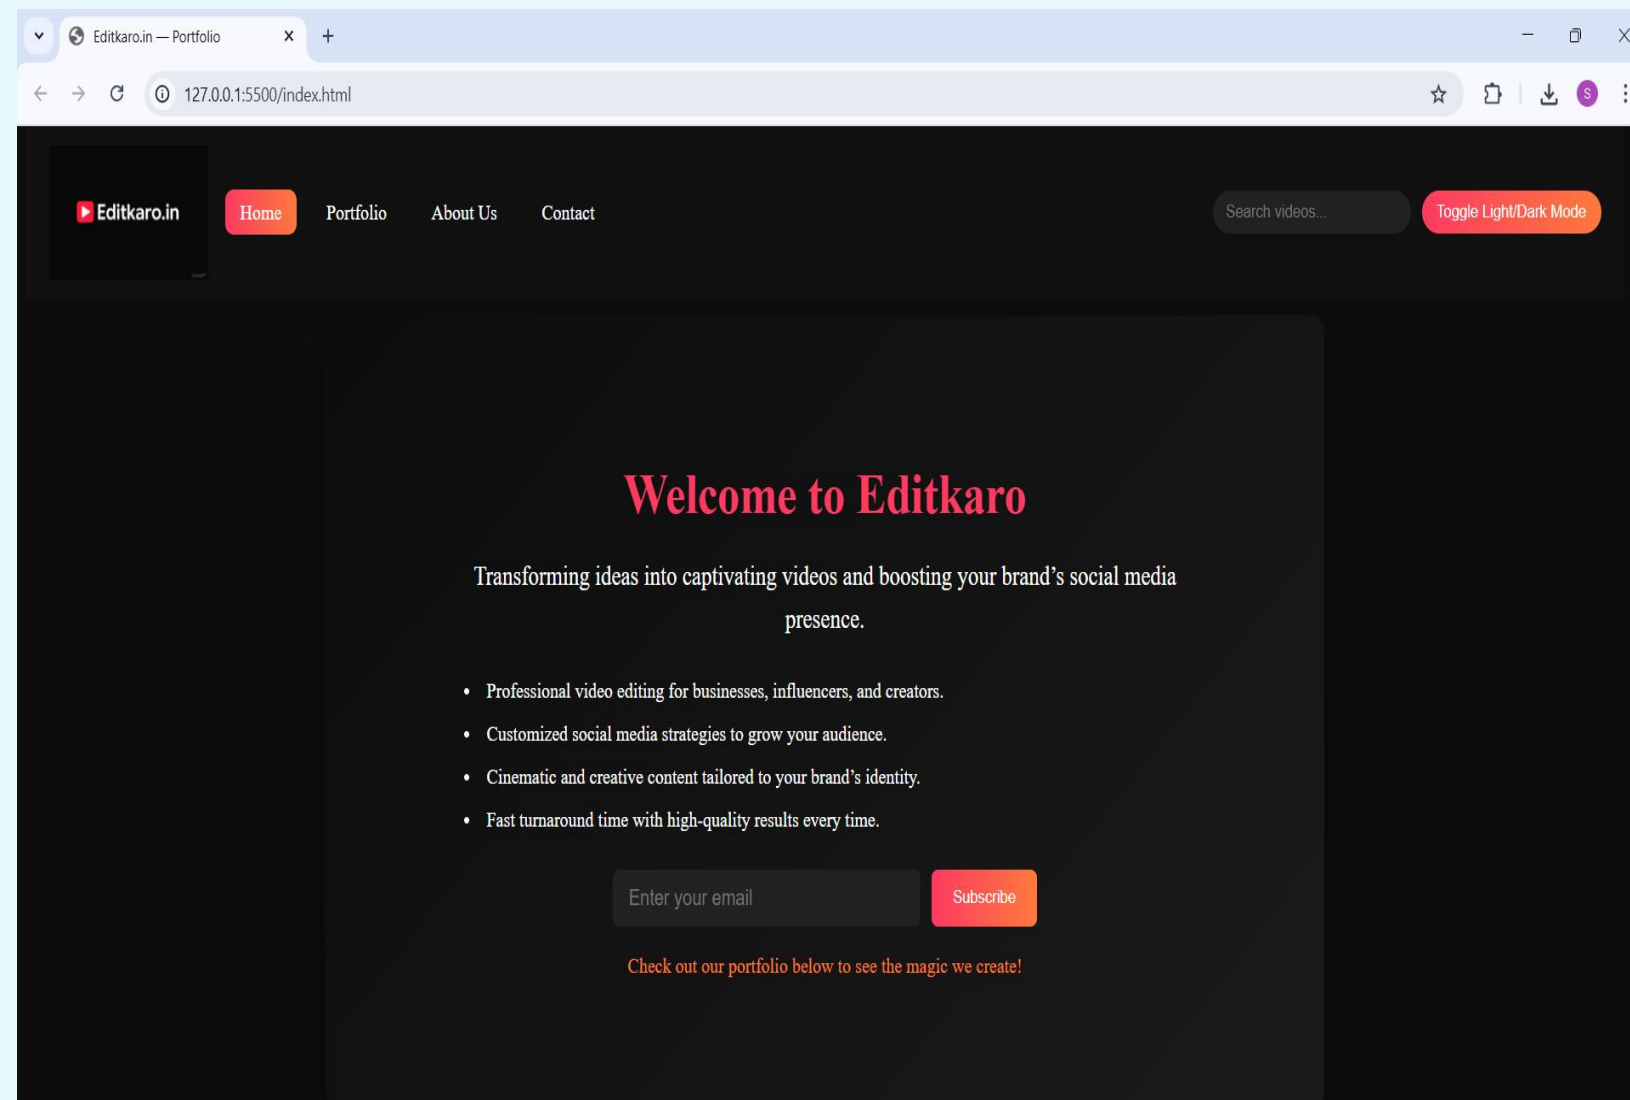 Editkaro.in — Portfolio
127.0.0.1:5500/index.html
S
Editkaro.in
Home
Portfolio
About Us
Contact
Search videos...
Toggle Light/Dark Mode
Welcome to Editkaro
Transforming ideas into captivating videos and boosting your brand’s social media
presence.
• Professional video editing for businesses, influencers, and creators.
• Customized social media strategies to grow your audience.
• Cinematic and creative content tailored to your brand’s identity.
• Fast turnaround time with high-quality results every time.
Enter your email
Subscribe
Check out our portfolio below to see the magic we create!